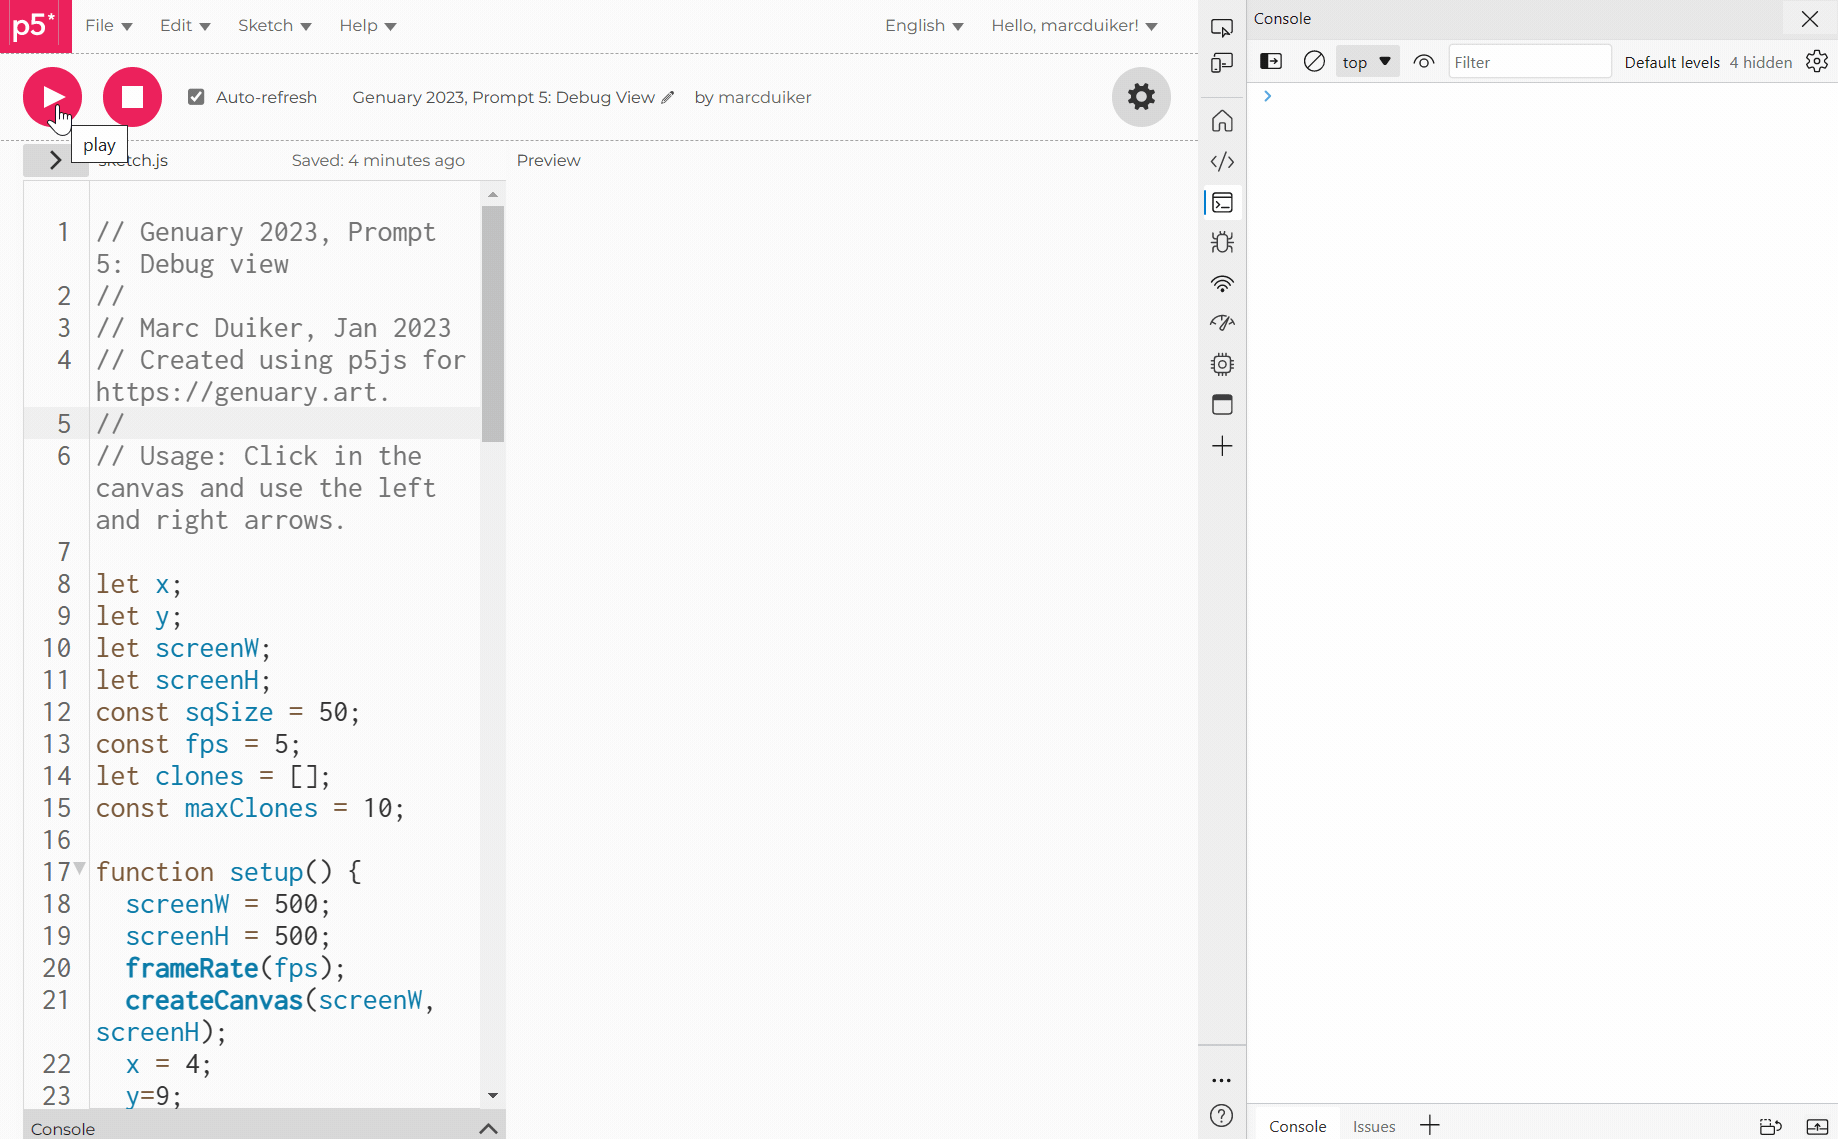 p5*
File
Edit
Sketch
Help
English
Hello, marcduiker!
Auto-refresh
Genuary 2023, Prompt 5: Debug View
by marcduiker
play
sketch.js
Saved: 4 minutes ago
Preview
1 // Genuary 2023, Prompt
5: Debug view
2 //
3 // Marc Duiker, Jan 2023
4 // Created using p5js for
https://genuary.art.
5 //
6 // Usage: Click in the
canvas and use the left
and right arrows.
7
8 let x;
9 let y;
10 let screenW;
11 let screenH;
12 const sqSize = 50;
13 const fps = 5;
14 let clones = [];
15 const maxClones = 10;
16
17 function setup() {
18 screenW = 500;
19 screenH = 500;
20 frameRate(fps);
21 createCanvas(screenW,
screenH);
22 x = 4;
23 y=9;
Console
Console
top
Filter
Default levels
4 hidden
Console
Issues